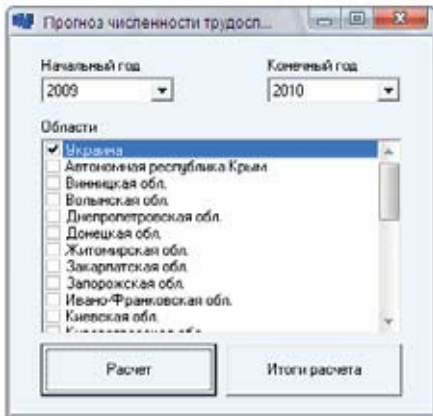 Прогноз численности трудосп...
Начальный год Конечный год
2009 2010
Области
Украина
Автономная республика Крым
Винницкая обл.
Волынская обл.
Днепропетровская обл.
Донецкая обл.
Житомирская обл.
Закарпатская обл.
Запорожская обл.
Ивано-Франковская обл.
Киевская обл.
Расчет Итоги расчета